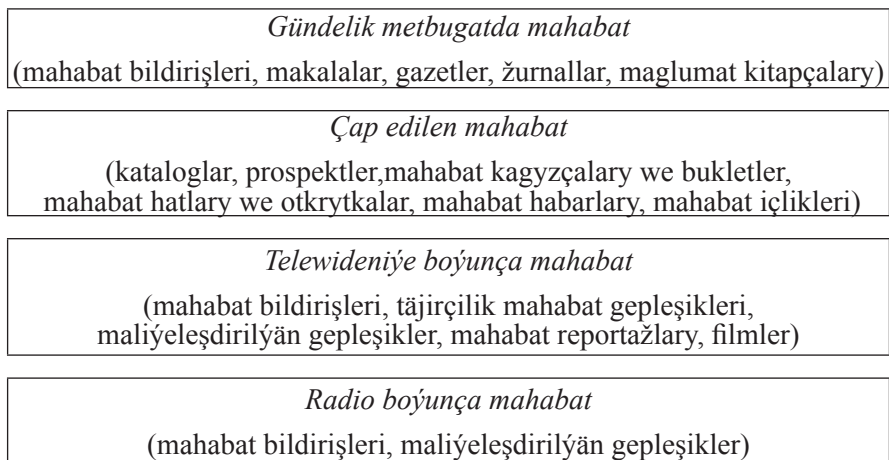 Gündelik metbugatda mahabat
(mahabat bildirişleri, makalalar, gazetler, žurnallar, maglumat kitapçalary)
Çap edilen mahabat
(kataloglar, prospektler,mahabat kagyzçalary we bukletler,
mahabat hatlary we otkrytkalar, mahabat habarlary, mahabat içlikleri)
Telewideniýe boýunça mahabat
(mahabat bildirişleri, täjirçilik mahabat gepleşikleri,
maliýeleşdirilýän gepleşikler, mahabat reportažlary, filmler)
Radio boýunça mahabat
(mahabat bildirişleri, maliýeleşdirilýän gepleşikler)